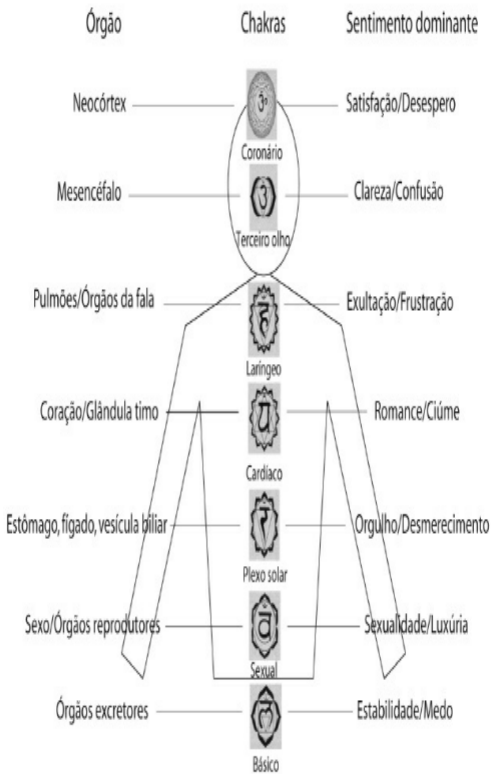 Órgão Chakras Sentimento dominante
Neocórtex Satisfação/Desespero
Coronário
Mesencéfalo Clareza/Confusão
Terceiro olho
Pulmões/Órgãos da fala Exultação/Frustração
Laríngeo
Coração/Glândula timo Romance/Ciúme
Cardíaco
Estômago, fígado, vesícula biliar Orgulho/Desmerecimento
Plexo solar
Sexo/Órgãos reprodutores Sexualidade/Luxúria
Sexual
Órgãos excretores Estabilidade/Medo
Básico